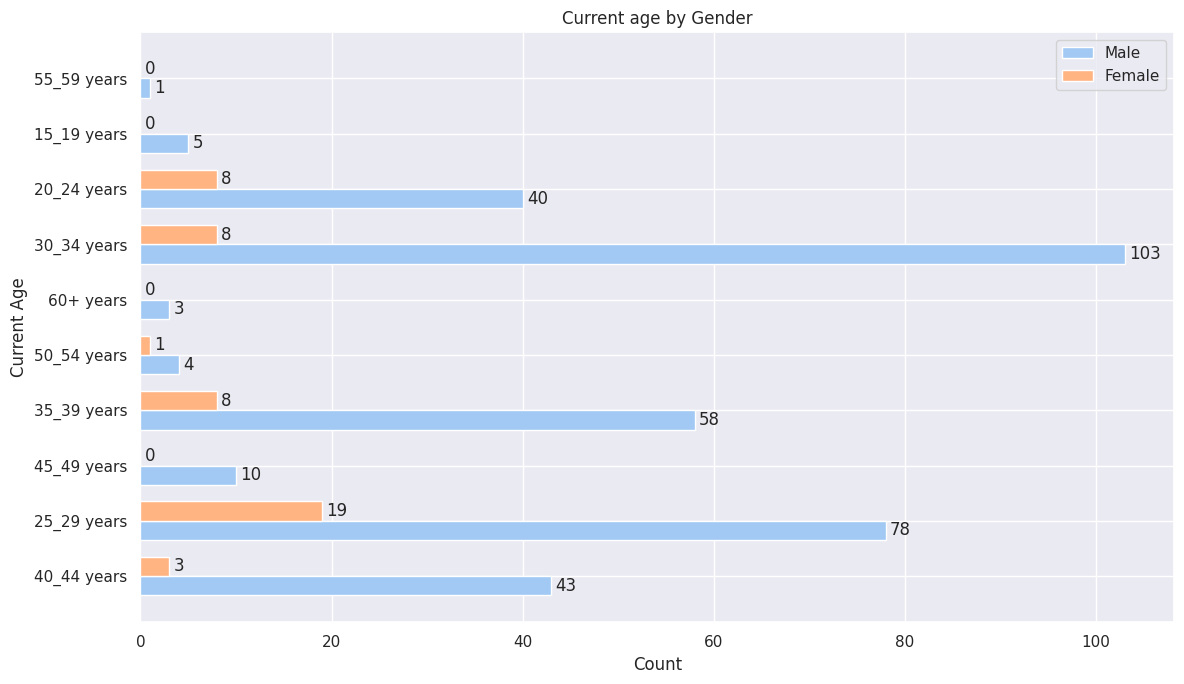 Current age by Gender
Male
Female
Current Age
55_59 years
0
1
15_19 years
0
5
20_24 years
8
40
30_34 years
8
103
60+ years
0
3
50_54 years
1
4
35_39 years
8
58
45_49 years
0
10
25_29 years
19
78
40_44 years
3
43
0 20 40 60 80 100
Count